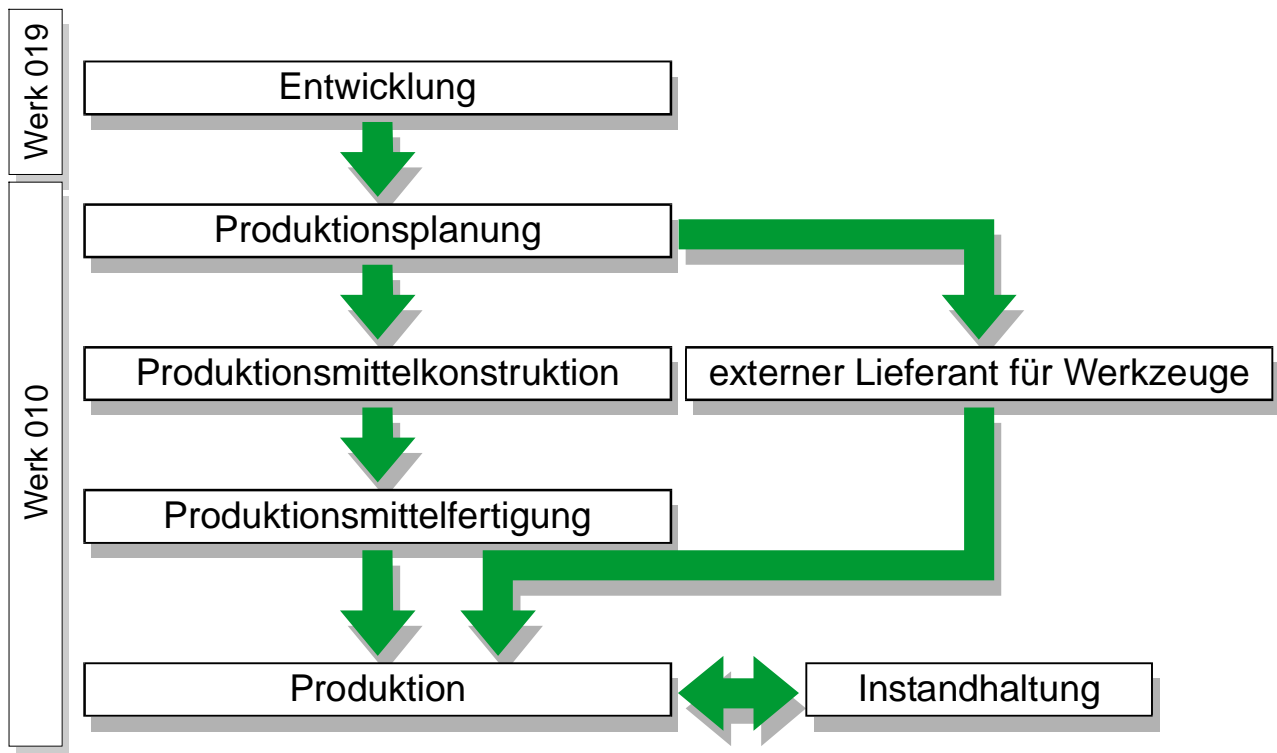 Werk 019
Entwicklung
Werk 010
Produktionsplanung
Produktionsmittelkonstruktion
externer Lieferant für Werkzeuge
Produktionsmittelfertigung
Produktion
Instandhaltung